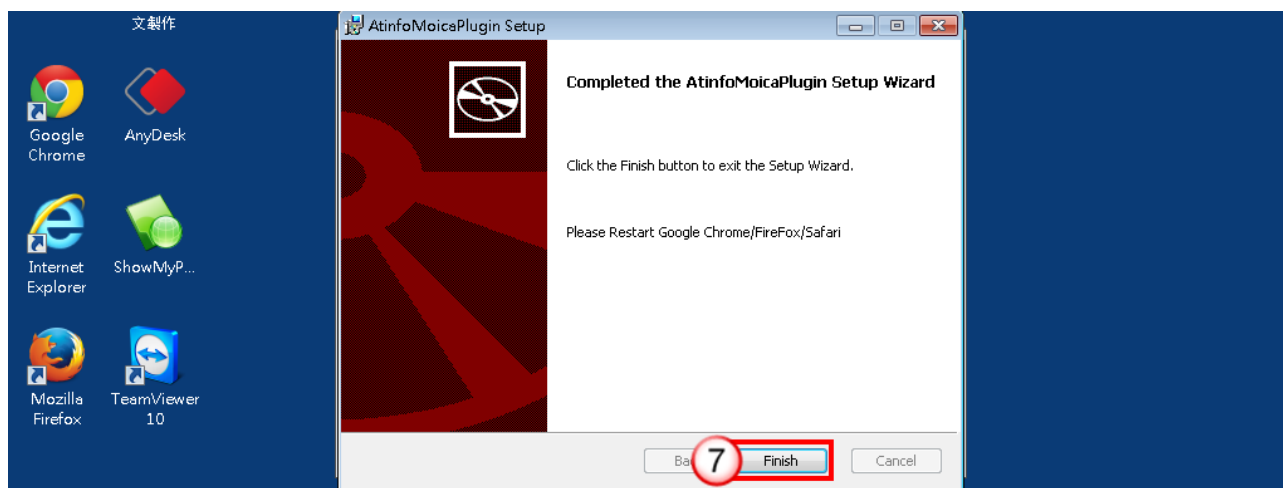 文製作
Google
Chrome
AnyDesk
Internet
Explorer
ShowMyP...
Mozilla
Firefox
TeamViewer
10
AtinfoMoicaPlugin Setup
Completed the AtinfoMoicaPlugin Setup Wizard
Click the Finish button to exit the Setup Wizard.
Please Restart Google Chrome/FireFox/Safari
7
Finish
Cancel